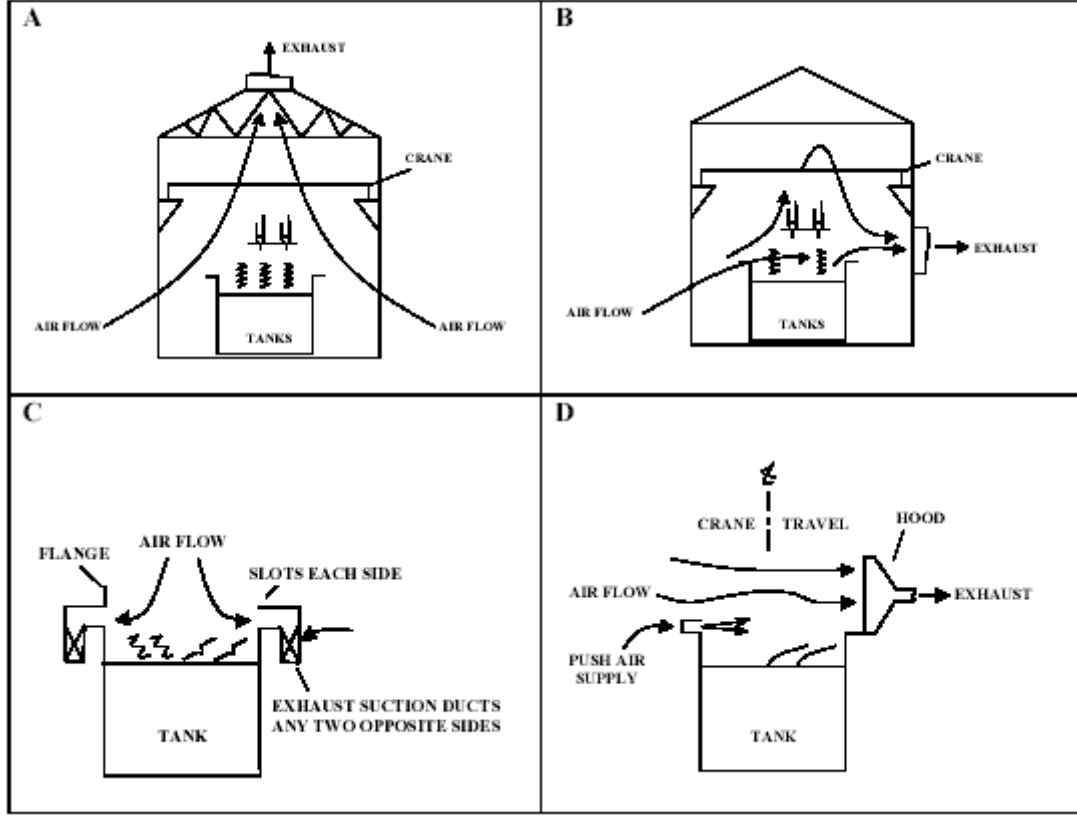 A
EXHAUST
CRANE
AIR FLOW
TANKS
AIR FLOW
B
CRANE
EXHAUST
AIR FLOW
TANKS
C
FLANGE
AIR FLOW
SLOTS EACH SIDE
EXHAUST SUCTION DUCTS
ANY TWO OPPOSITE SIDES
TANK
D
CRANE TRAVEL
HOOD
AIR FLOW
EXHAUST
PUSH AIR
SUPPLY
TANK